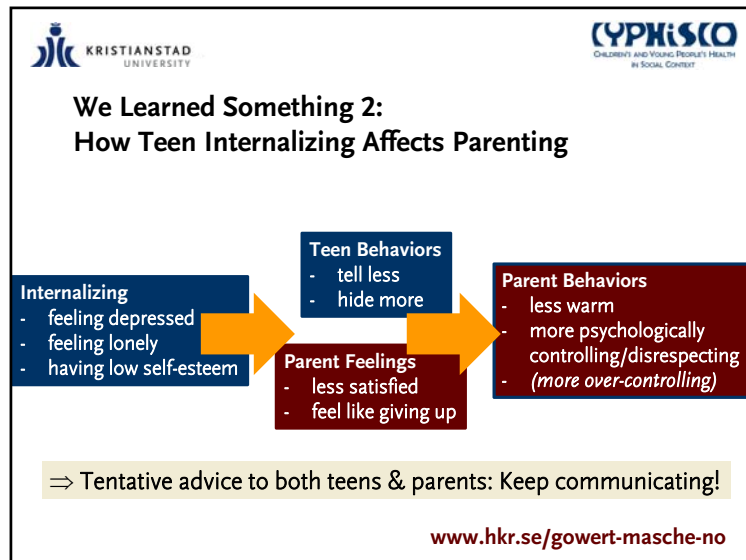 KRISTIANSTAD
UNIVERSITY
CYPHiSCO
CHILDREN'S AND YOUNG PEOPLE'S HEALTH
IN SOCIAL CONTEXT
We Learned Something 2:
How Teen Internalizing Affects Parenting
Internalizing
- feeling depressed
- feeling lonely
- having low self-esteem
Teen Behaviors
- tell less
- hide more
Parent Feelings
- less satisfied
- feel like giving up
Parent Behaviors
- less warm
- more psychologically
controlling/disrespecting
- (more over-controlling)
⇒ Tentative advice to both teens & parents: Keep communicating!
www.hkr.se/gowert-masche-no